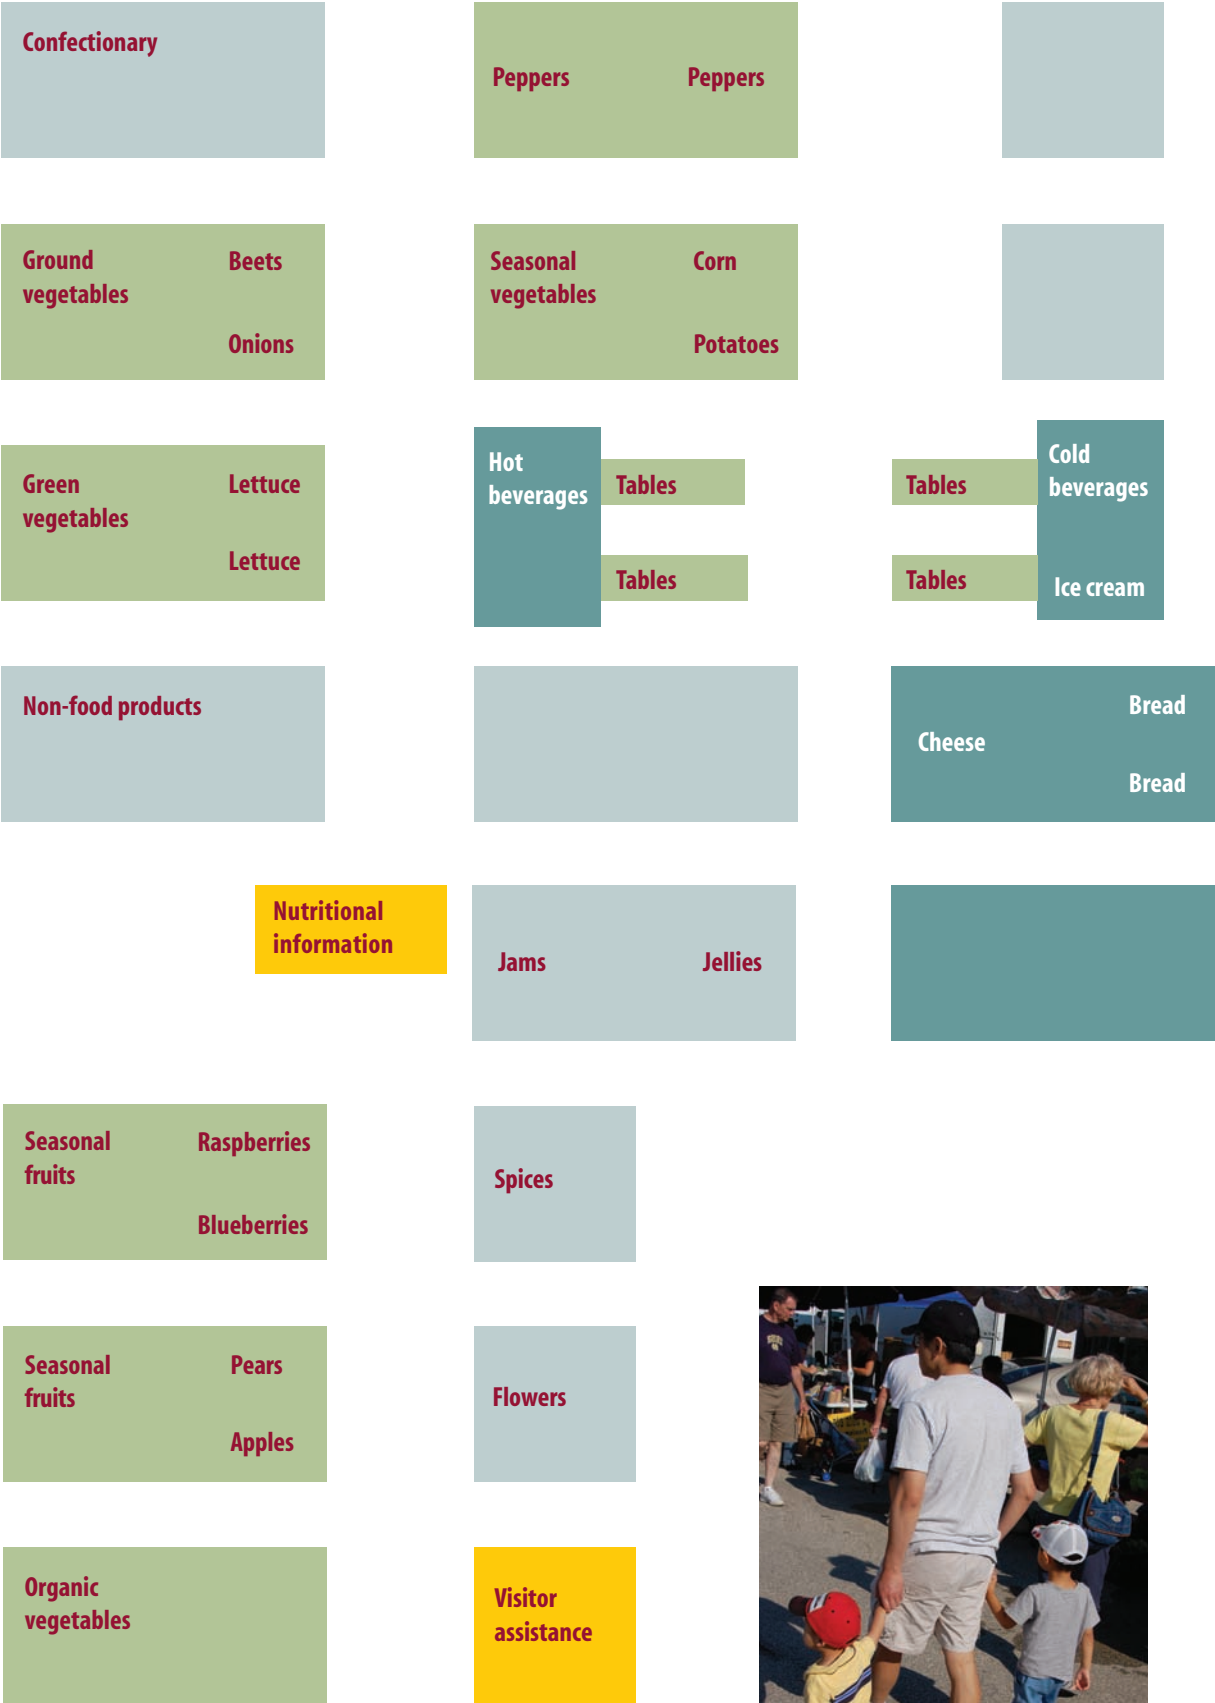 Confectionary
Peppers
Peppers
Ground
vegetables
Beets
Onions
Seasonal
vegetables
Corn
Potatoes
Green
vegetables
Lettuce
Lettuce
Hot
beverages
Tables
Tables
Tables
Tables
Cold
beverages
Ice cream
Non-food products
Cheese
Bread
Bread
Nutritional
information
Jams
Jellies
Seasonal
fruits
Raspberries
Blueberries
Spices
Seasonal
fruits
Pears
Apples
Flowers
Organic
vegetables
Visitor
assistance